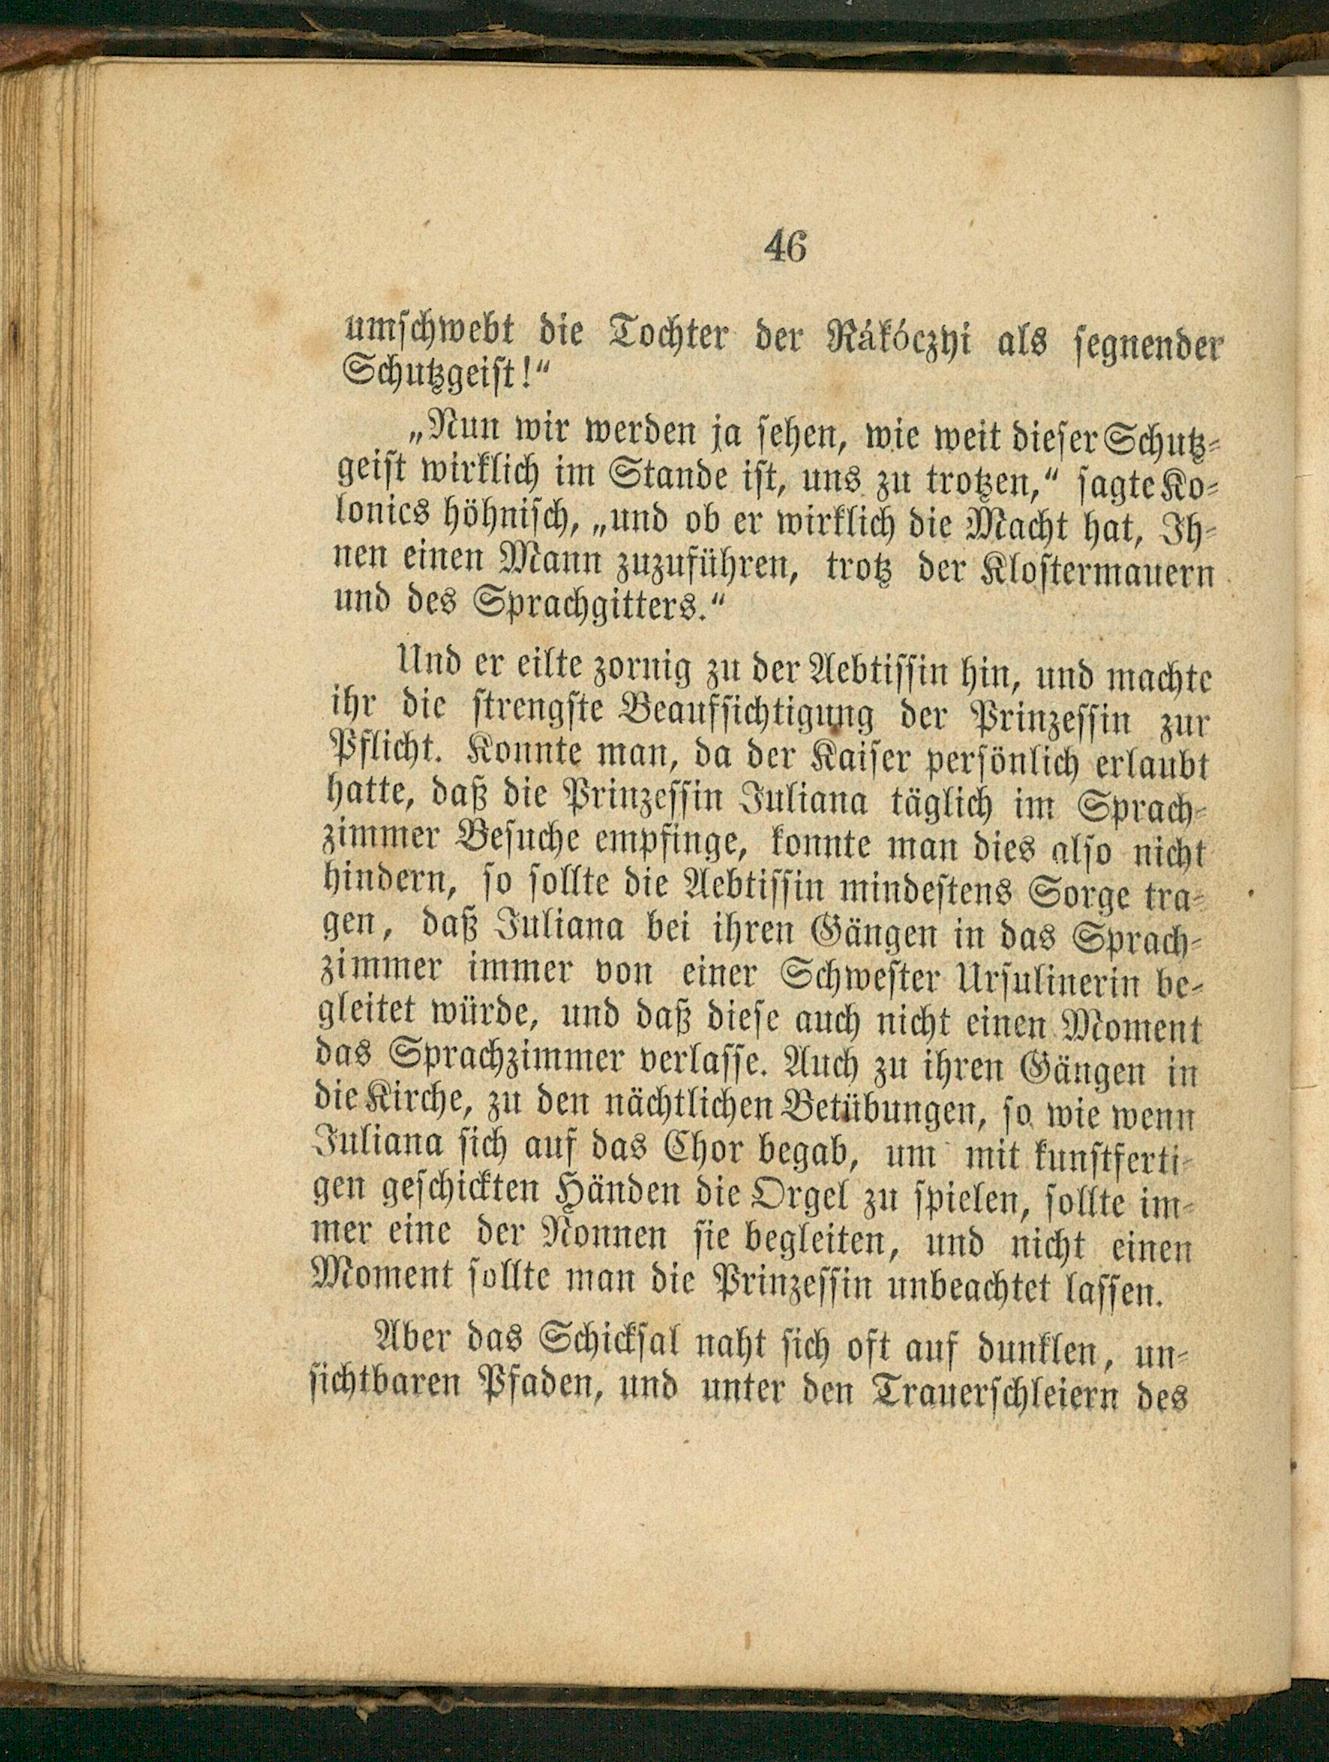 46
umschwebt die Tochter der Rákóczyi als segnender
Schutzgeist!“
„Nun wir werden ja sehen, wie weit dieser Schutz-
geist wirklich im Stande ist, uns zu trotzen,“ sagte Ko-
lonics höhnisch, „und ob er wirklich die Macht hat, Ih-
nen einen Mann zuzuführen, trotz der Klostermauern
und des Sprachgitters.“
Und er eilte zornig zu der Aebtissin hin, und machte
ihr die strengste Beaufsichtigung der Prinzessin zur
Pflicht. Konnte man, da der Kaiser persönlich erlaubt
hatte, daß die Prinzessin Juliana täglich im Sprach-
zimmer Besuche empfinge, konnte man dies also nicht
hindern, so sollte die Aebtissin mindestens Sorge tra-
gen, daß Juliana bei ihren Gängen in das Sprach-
zimmer immer von einer Schwester Ursulinerin be-
gleitet würde, und daß diese auch nicht einen Moment
das Sprachzimmer verlasse. Auch zu ihren Gängen in
die Kirche, zu den nächtlichen Betübungen, so wie wenn
Juliana sich auf das Chor begab, um mit kunstferti-
gen geschickten Händen die Orgel zu spielen, sollte im-
mer eine der Nonnen sie begleiten, und nicht einen
Moment sollte man die Prinzessin unbeachtet lassen.
Aber das Schicksal naht sich oft auf dunklen, un-
sichtbaren Pfaden, und unter den Trauerschleiern des